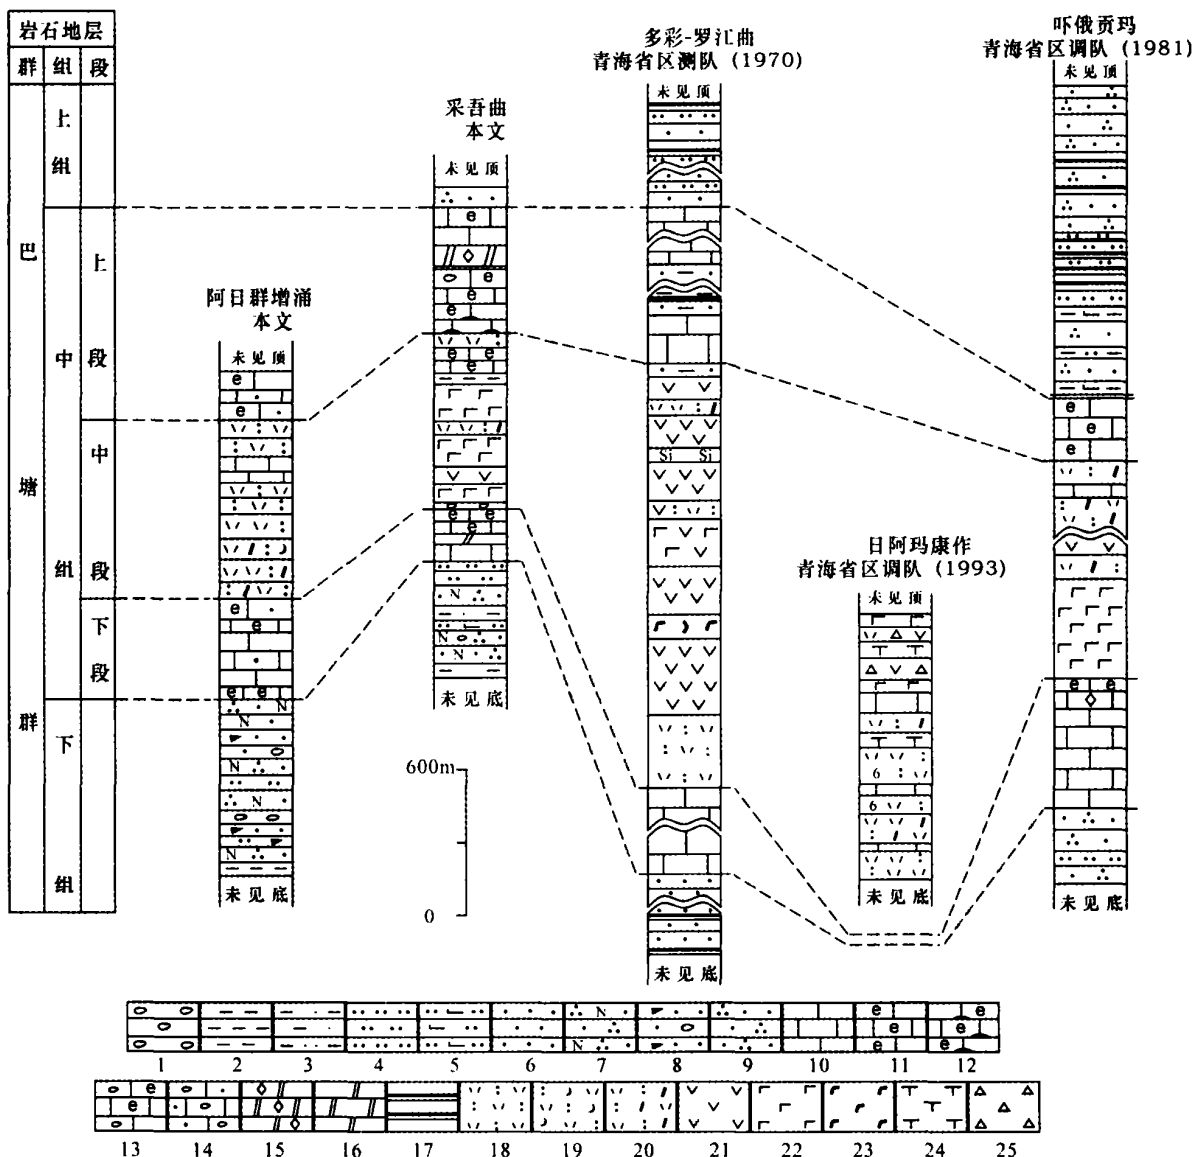 岩石地层
群 组 段
巴 塘 群
上 组
中 组
下 组
上 段
中 段
下 段
阿日群增涌
本文
未见顶
未见底
采吾曲
本文
未见顶
未见底
多彩-罗江曲
青海省区测队 (1970)
未见顶
未见底
日阿玛康作
青海省区调队 (1993)
未见顶
未见底
吓俄贡玛
青海省区调队 (1981)
未见顶
未见底
600m
0
1 2 3 4 5 6 7 8 9 10 11 12
13 14 15 16 17 18 19 20 21 22 23 24 25